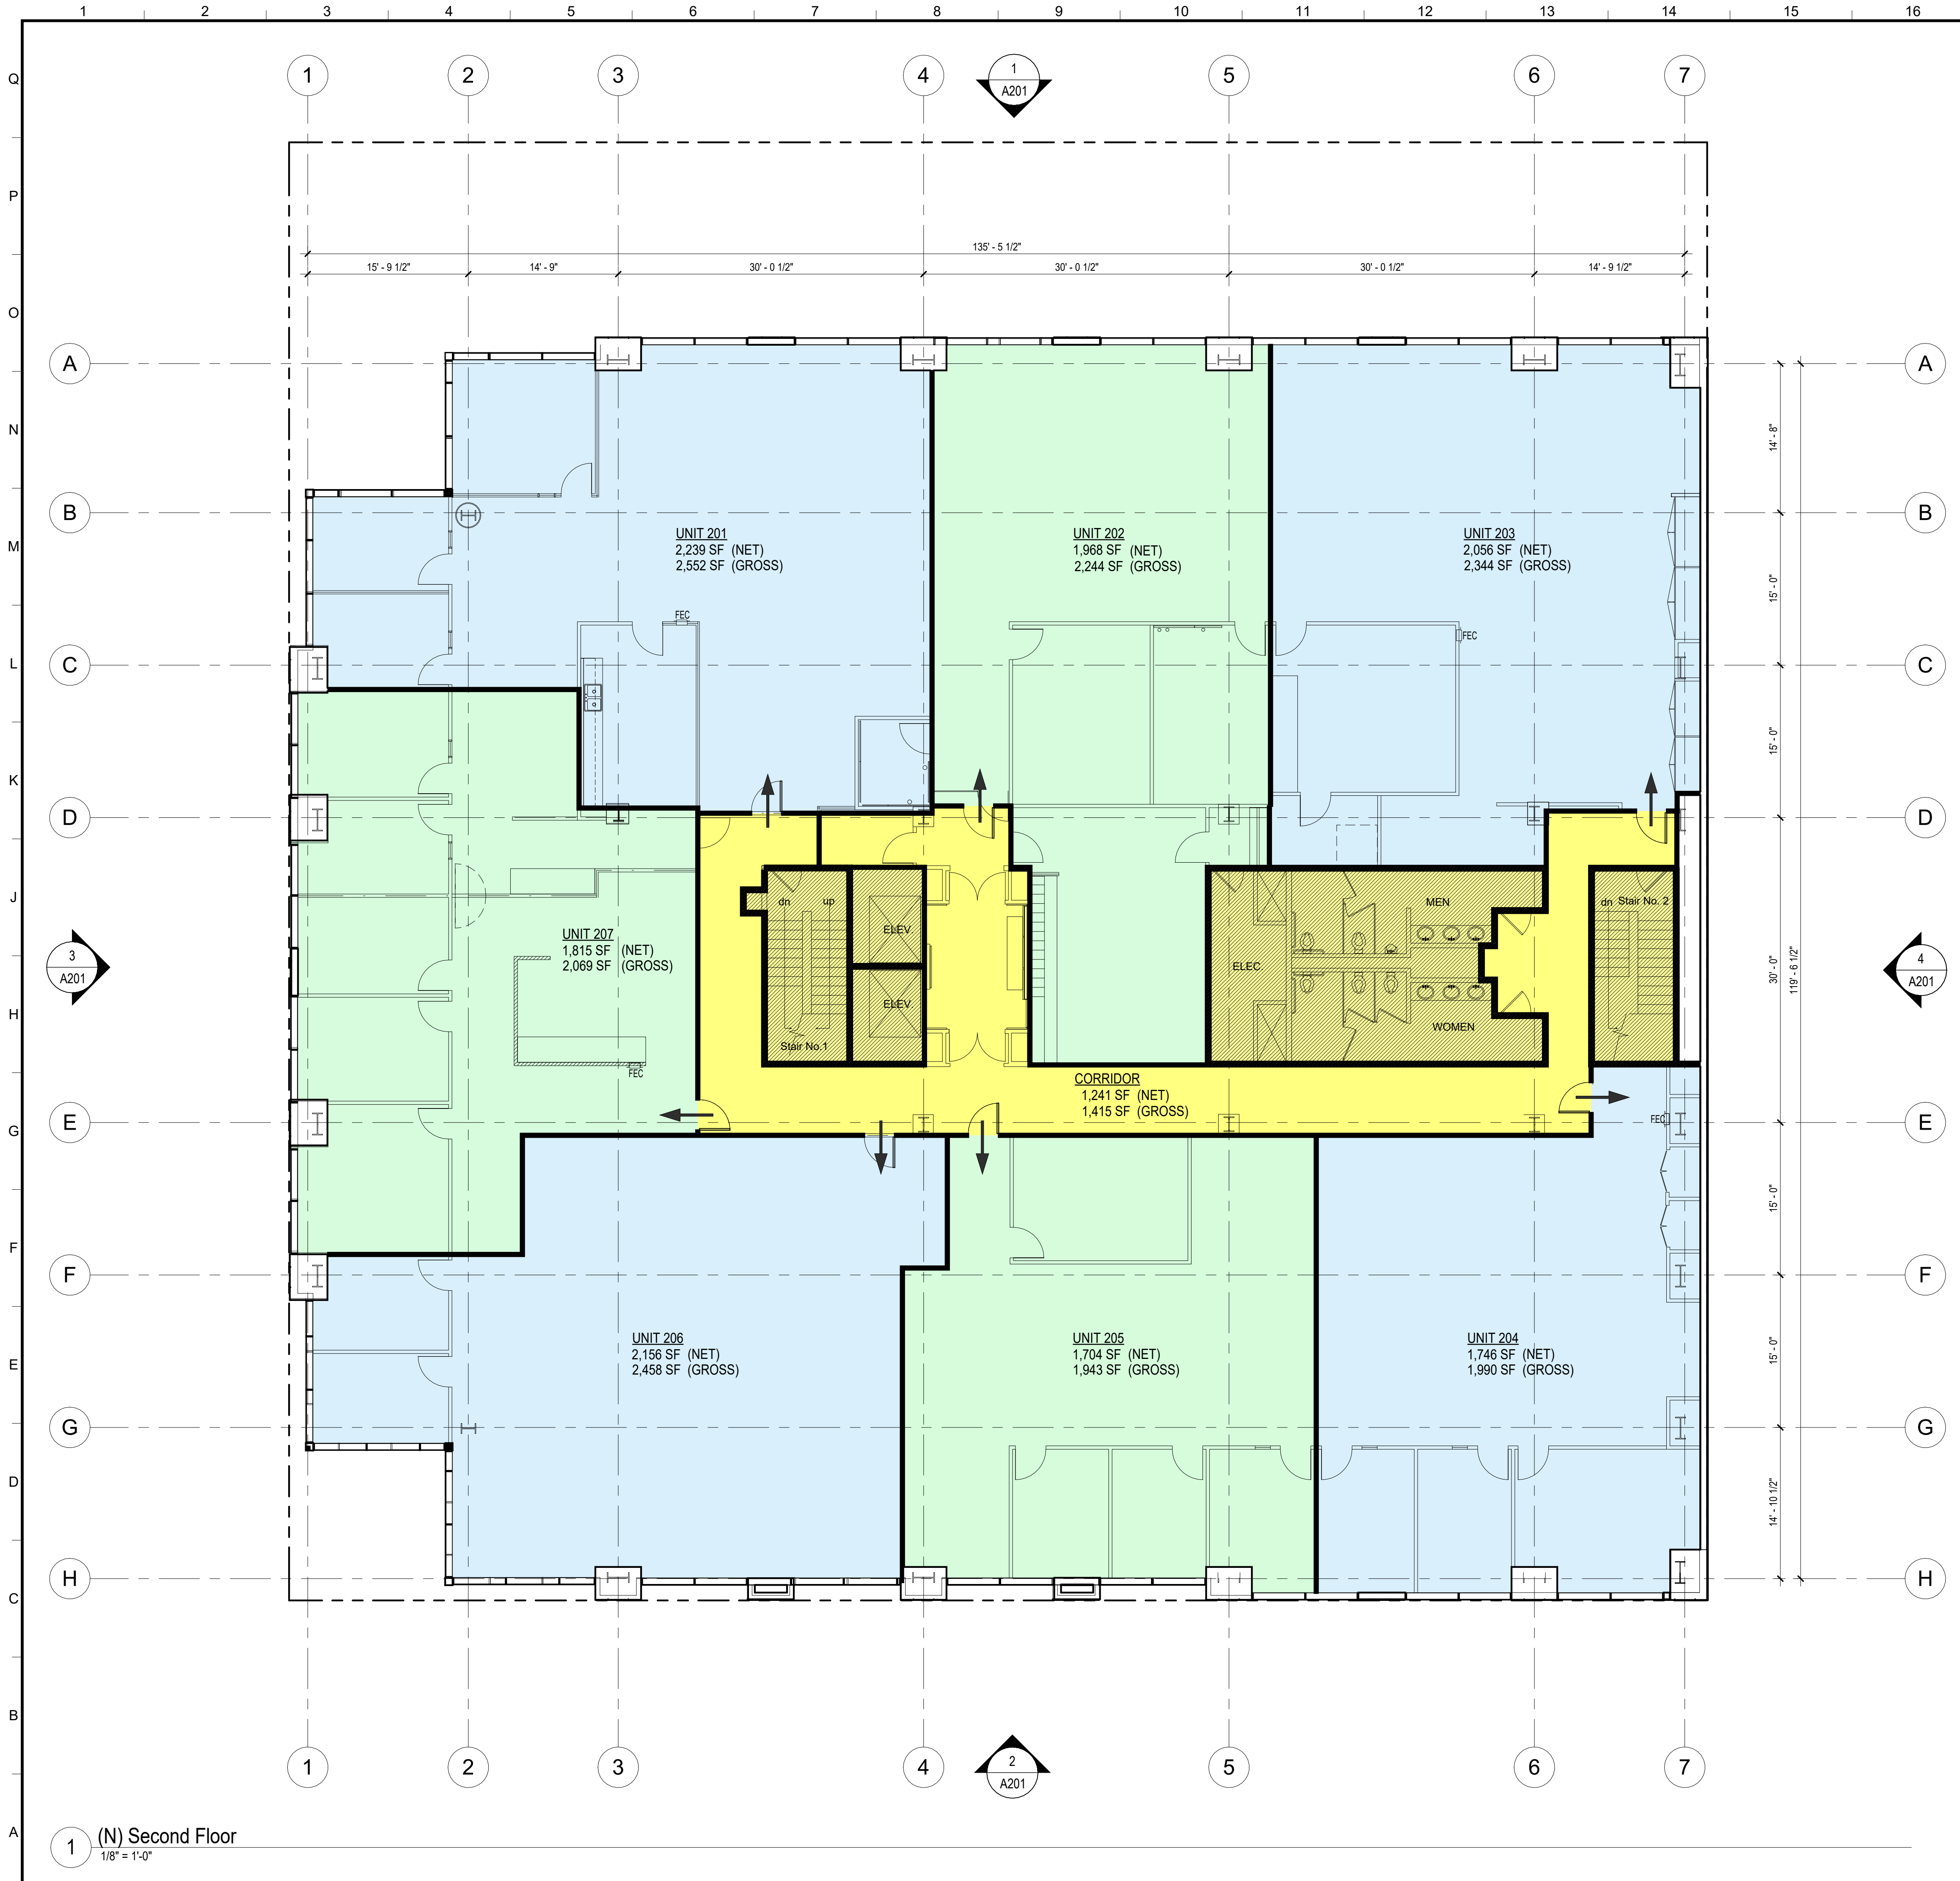 1 2 3 4 5 6 7 8 9 10 11 12 13 14 15 16
Q
P
O
N
M
L
K
J
H
G
F
E
D
C
B
A
1 2 3 4 5 6 7
1
A201
135' - 5 1/2"
15' - 9 1/2" 14' - 9" 30' - 0 1/2" 30' - 0 1/2" 30' - 0 1/2" 14' - 9 1/2"
A A
B B
C C
D D
E E
F F
G G
H H
14' - 8"
15' - 0"
15' - 0"
30' - 0"
119' - 6 1/2"
15' - 0"
15' - 0"
14' - 10 1/2"
UNIT 201
2,239 SF (NET)
2,552 SF (GROSS)
FEC
UNIT 202
1,968 SF (NET)
2,244 SF (GROSS)
UNIT 203
2,056 SF (NET)
2,344 SF (GROSS)
FEC
dn up
Stair No.1
ELEV.
ELEV.
ELEC.
MEN
WOMEN
dn Stair No. 2
3
A201
4
A201
UNIT 207
1,815 SF (NET)
2,069 SF (GROSS)
FEC
CORRIDOR
1,241 SF (NET)
1,415 SF (GROSS)
FEC
UNIT 206
2,156 SF (NET)
2,458 SF (GROSS)
UNIT 205
1,704 SF (NET)
1,943 SF (GROSS)
UNIT 204
1,746 SF (NET)
1,990 SF (GROSS)
1 2 3 4 5 6 7
2
A201
1 (N) Second Floor
1/8" = 1'-0"